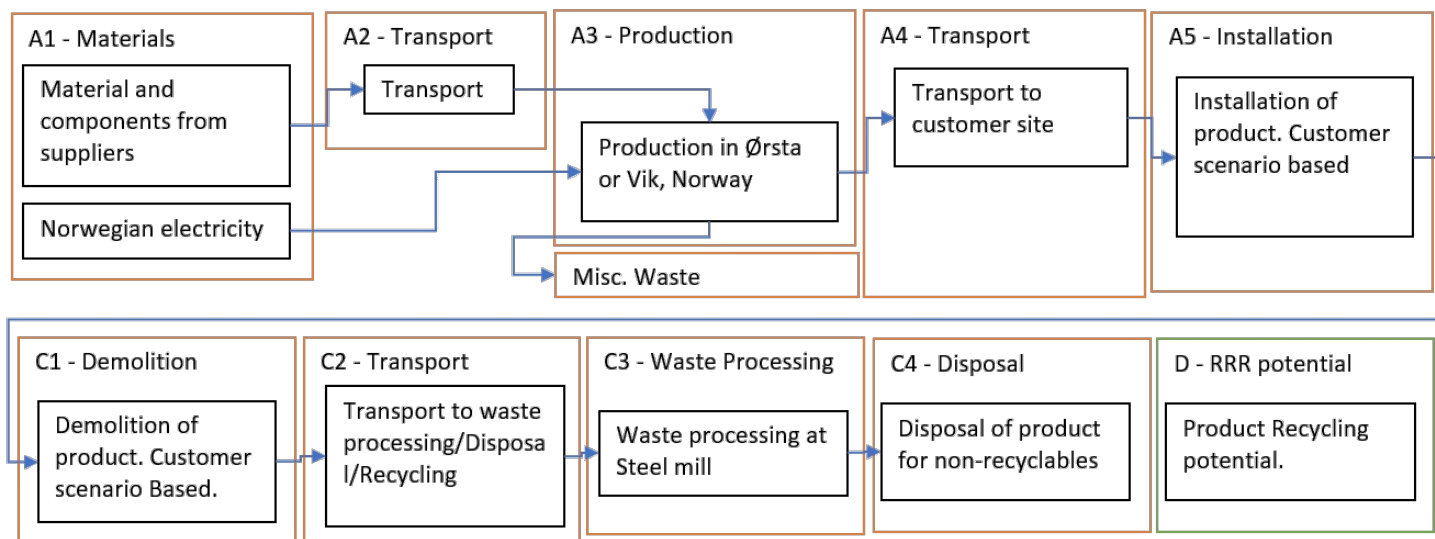 A1 - Materials
Material and
components from
suppliers
Norwegian electricity
A2 - Transport
Transport
A3 - Production
Production in Ørsta
or Vik, Norway
Misc. Waste
A4 - Transport
Transport to
customer site
A5 - Installation
Installation of
product. Customer
scenario based
C1 - Demolition
Demolition of
product. Customer
scenario Based.
C2 - Transport
Transport to waste
processing/Disposa
l/Recycling
C3 - Waste Processing
Waste processing at
Steel mill
C4 - Disposal
Disposal of product
for non-recyclables
D - RRR potential
Product Recycling
potential.